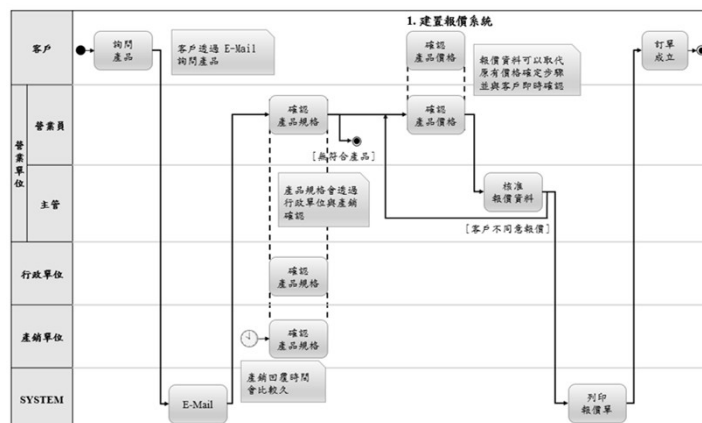 1. 建置報價系統
客戶
詢問
產品
客戶透過 E-Mail
詢問產品
確認
產品價格
報價資料可以取代
原有價格確定步驟
並與客戶即時確認
訂單
成立
營業單位
營業員
確認
產品規格
[無符合產品]
確認
產品價格
主管
產品規格會透過
行政單位與產銷
確認
核准
報價資料
[客戶不同意報價]
行政單位
確認
產品規格
產銷單位
確認
產品規格
產銷回覆時間
會比較久
SYSTEM
E-Mail
列印
報價單